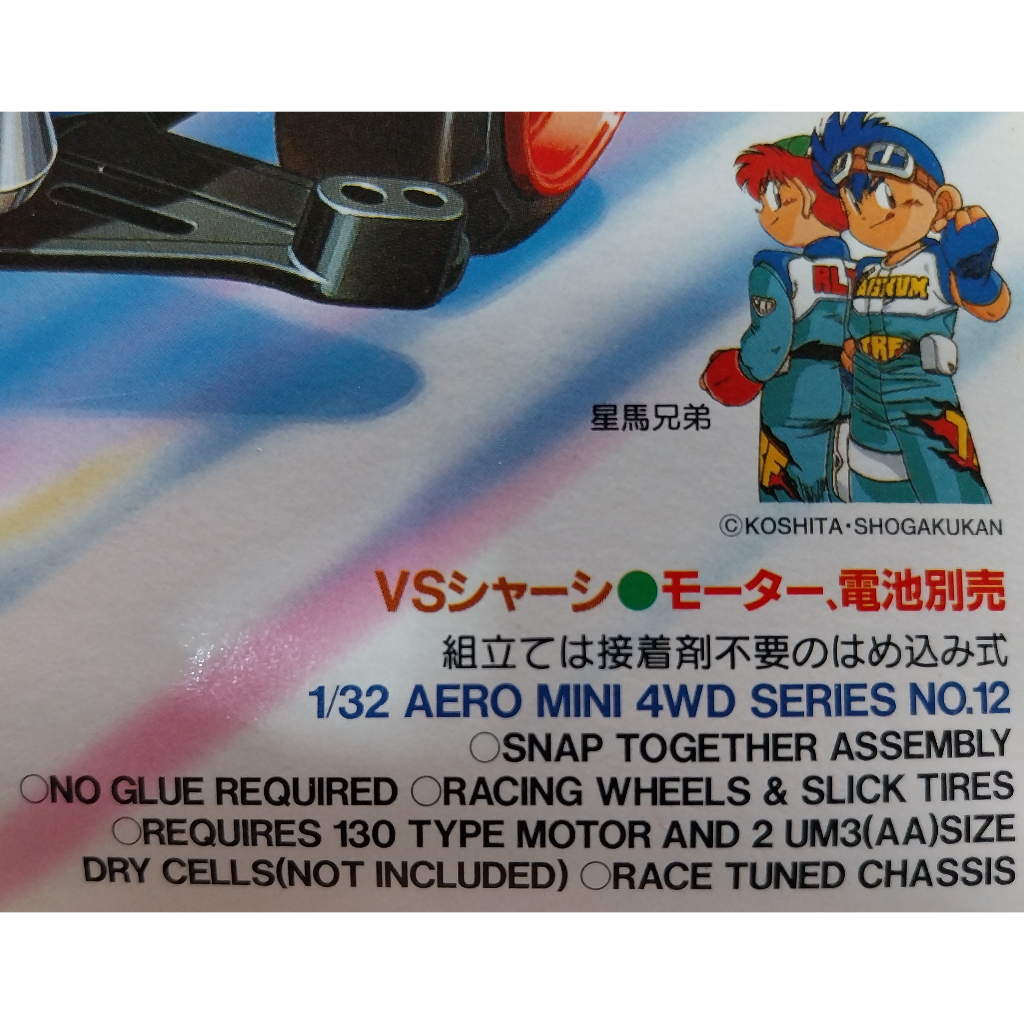 RL
MAGNUM
TRF
星馬兄弟
©KOSHITA・SHOGAKUKAN
VSシャーシ●モーター、電池別売
組立ては接着剤不要のはめ込み式
1/32 AERO MINI 4WD SERIES NO.12
○SNAP TOGETHER ASSEMBLY
○NO GLUE REQUIRED ○RACING WHEELS & SLICK TIRES
○REQUIRES 130 TYPE MOTOR AND 2 UM3(AA)SIZE
DRY CELLS(NOT INCLUDED) ○RACE TUNED CHASSIS